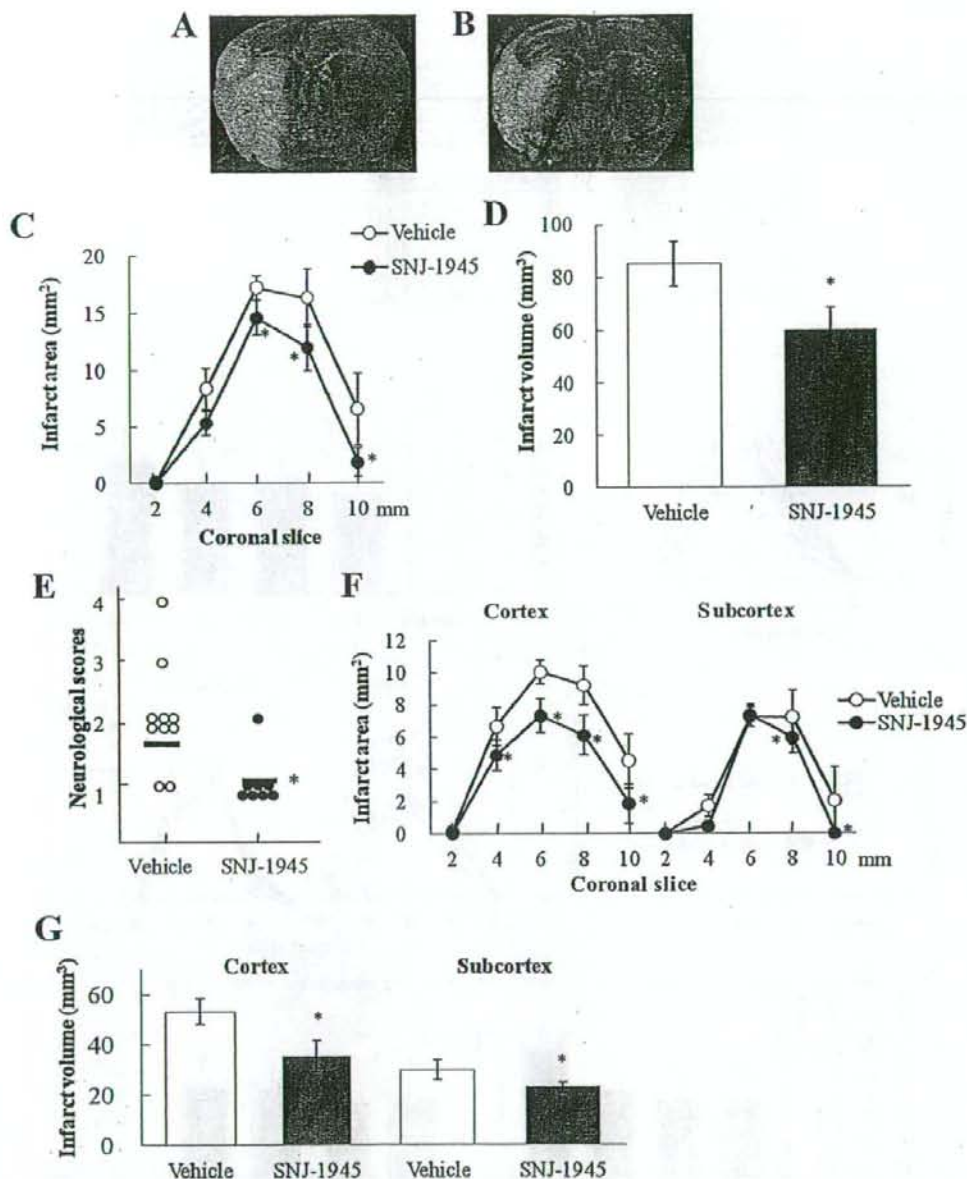 A
B
C
Vehicle
SNJ-1945
Infarct area (mm²)
20
15
10
5
0
2 4 6 8 10 mm
Coronal slice
D
Infarct volume (mm³)
100
80
60
40
20
0
*
* * *
Vehicle SNJ-1945
E
Neurological scores
4
3
2
1
*
Vehicle SNJ-1945
F
Cortex Subcortex
Infarct area (mm²)
12
10
8
6
4
2
0
* * * *
* *
Vehicle
SNJ-1945
2 4 6 8 10 2 4 6 8 10 mm
Coronal slice
G
Cortex Subcortex
Infarct volume (mm³)
60
40
20
0
* *
Vehicle SNJ-1945 Vehicle SNJ-1945